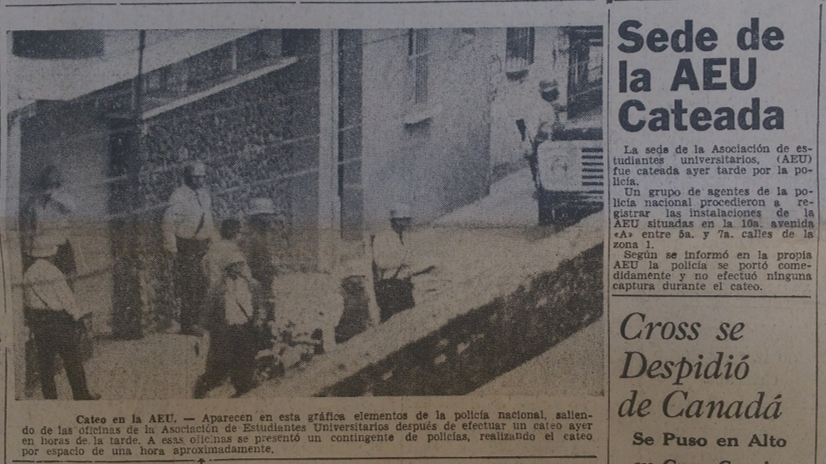 Cateo en la AEU. — Aparecen en esta gráfica elementos de la policía nacional, salien-
do de las oficinas de la Asociación de Estudiantes Universitarios después de efectuar un cateo ayer
en horas de la tarde. A esas oficinas se presentó un contingente de policías, realizando el cateo
por espacio de una hora aproximadamente.
Sede de
la AEU
Cateada
La sede de la Asociación de es-
tudiantes universitarios, (AEU)
fue cateada ayer tarde por la po-
licía.
Un grupo de agentes de la po-
licía nacional procedieron a re-
gistrar las instalaciones de la
AEU situadas en la 10a. avenida
«A» entre 5a. y 7a. calles de la
zona 1.
Según se informó en la propia
AEU la policía se portó come-
didamente y no efectuó ninguna
captura durante el cateo.
Cross se
Despidió
de Canadá
Se Puso en Alto